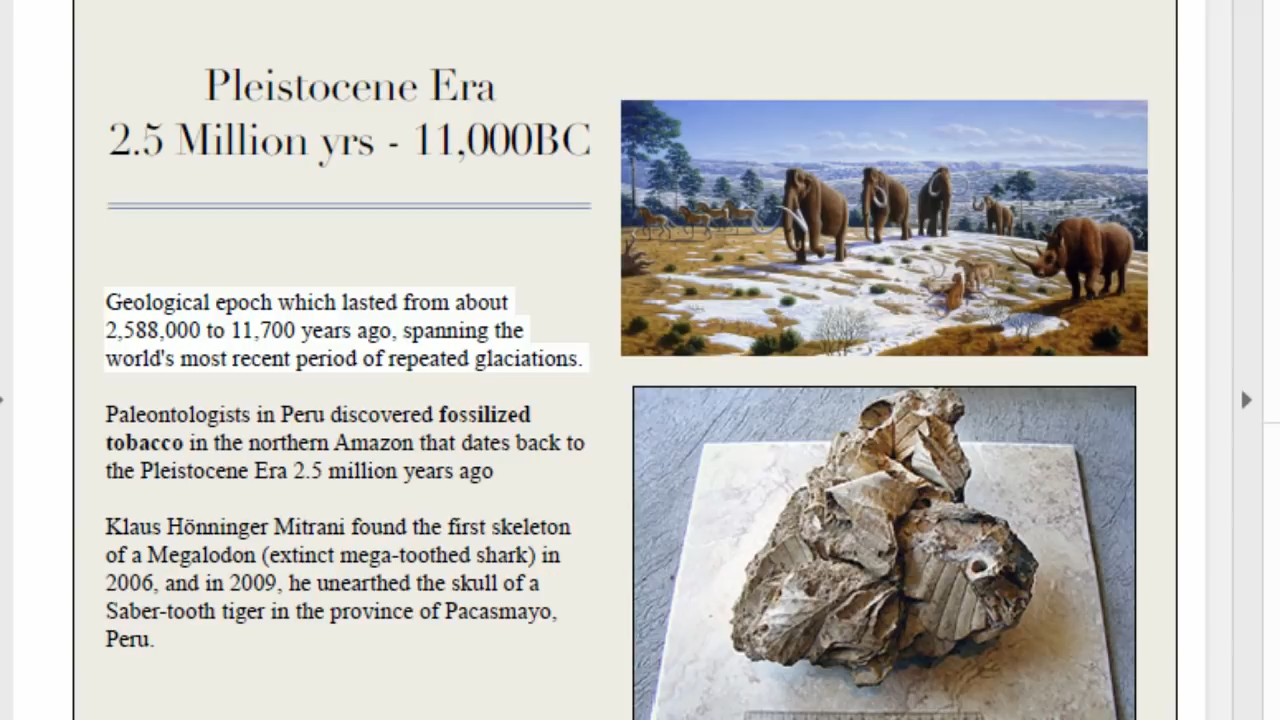 Pleistocene Era
2.5 Million yrs - 11,000BC
Geological epoch which lasted from about
2,588,000 to 11,700 years ago, spanning the
world's most recent period of repeated glaciations.
Paleontologists in Peru discovered fossilized
tobacco in the northern Amazon that dates back to
the Pleistocene Era 2.5 million years ago
Klaus Hönninger Mitrani found the first skeleton
of a Megalodon (extinct mega-toothed shark) in
2006, and in 2009, he unearthed the skull of a
Saber-tooth tiger in the province of Pacasmayo,
Peru.